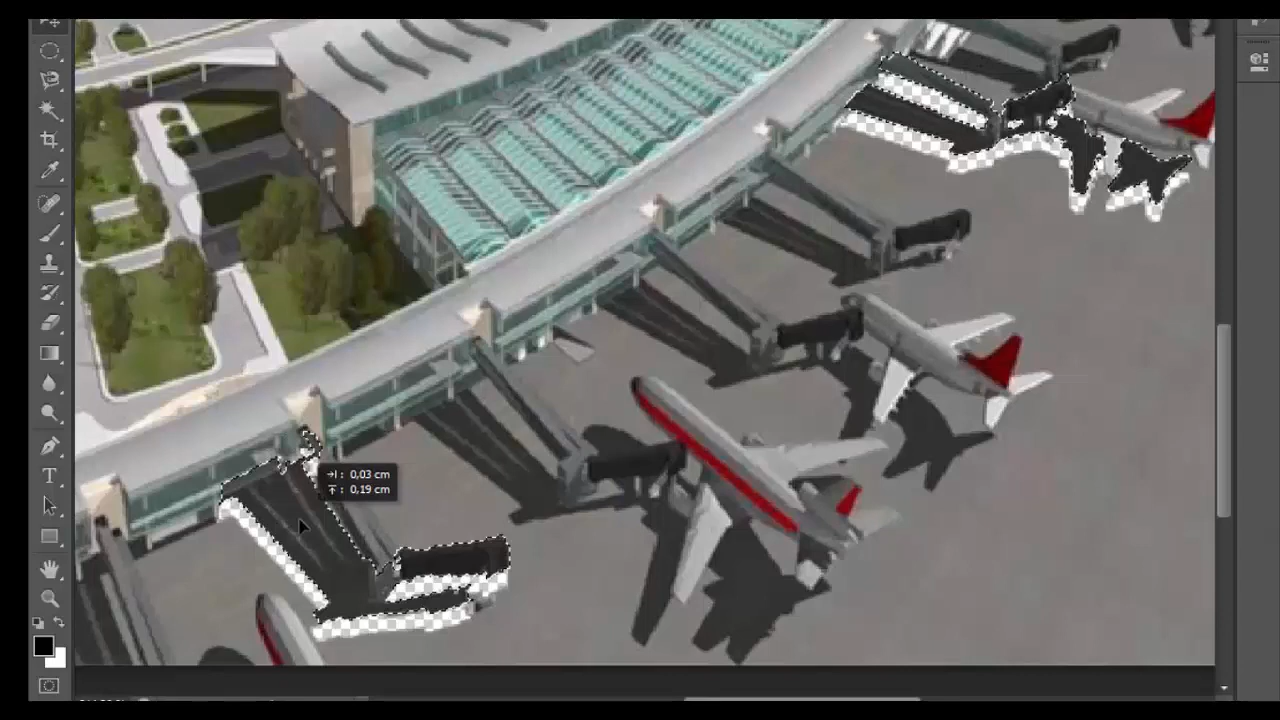 T
→| : 0,03 cm
↑ : 0,19 cm